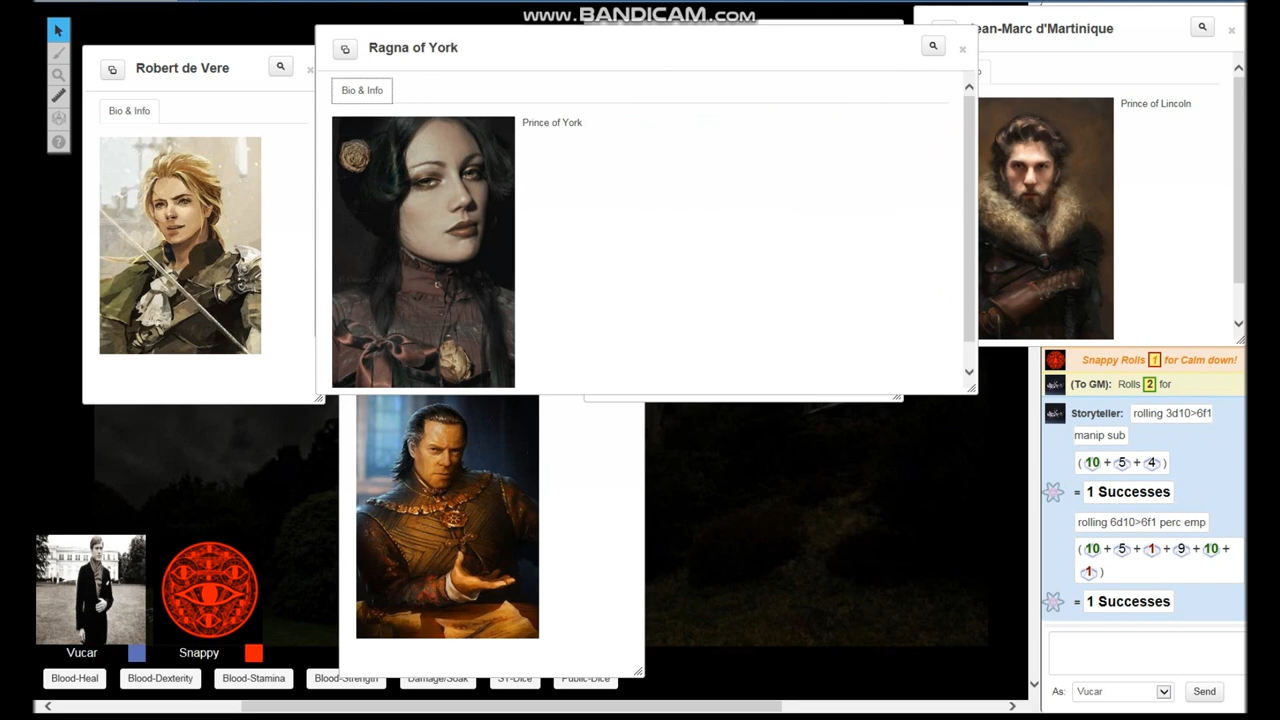 www.BANDICAM.com
Robert de Vere
Bio & Info
Ragna of York
Bio & Info
Prince of York
ean-Marc d'Martinique
Prince of Lincoln
Snappy Rolls 1 for Calm down!
(To GM): Rolls 2 for
Storyteller: rolling 3d10>6f1
manip sub
(10+5+4)
= 1 Successes
rolling 6d10>6f1 perc emp
(10+5+1+9+10+
1)
= 1 Successes
Vucar
Snappy
Blood-Heal
Blood-Dexterity
Blood-Stamina
Blood-Strength
Damage/Soak
ST-Dice
Public-Dice
As: Vucar
Send